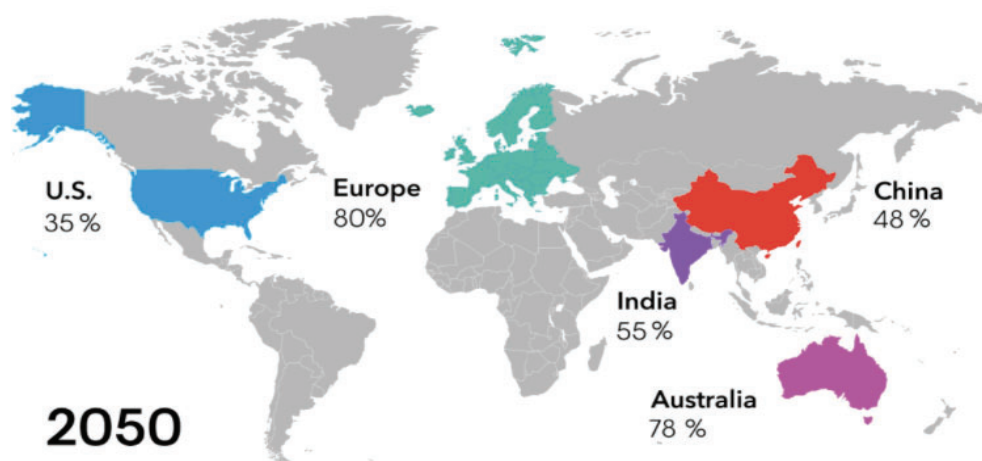 U.S.
35 %
Europe
80%
China
48 %
India
55 %
Australia
78 %
2050